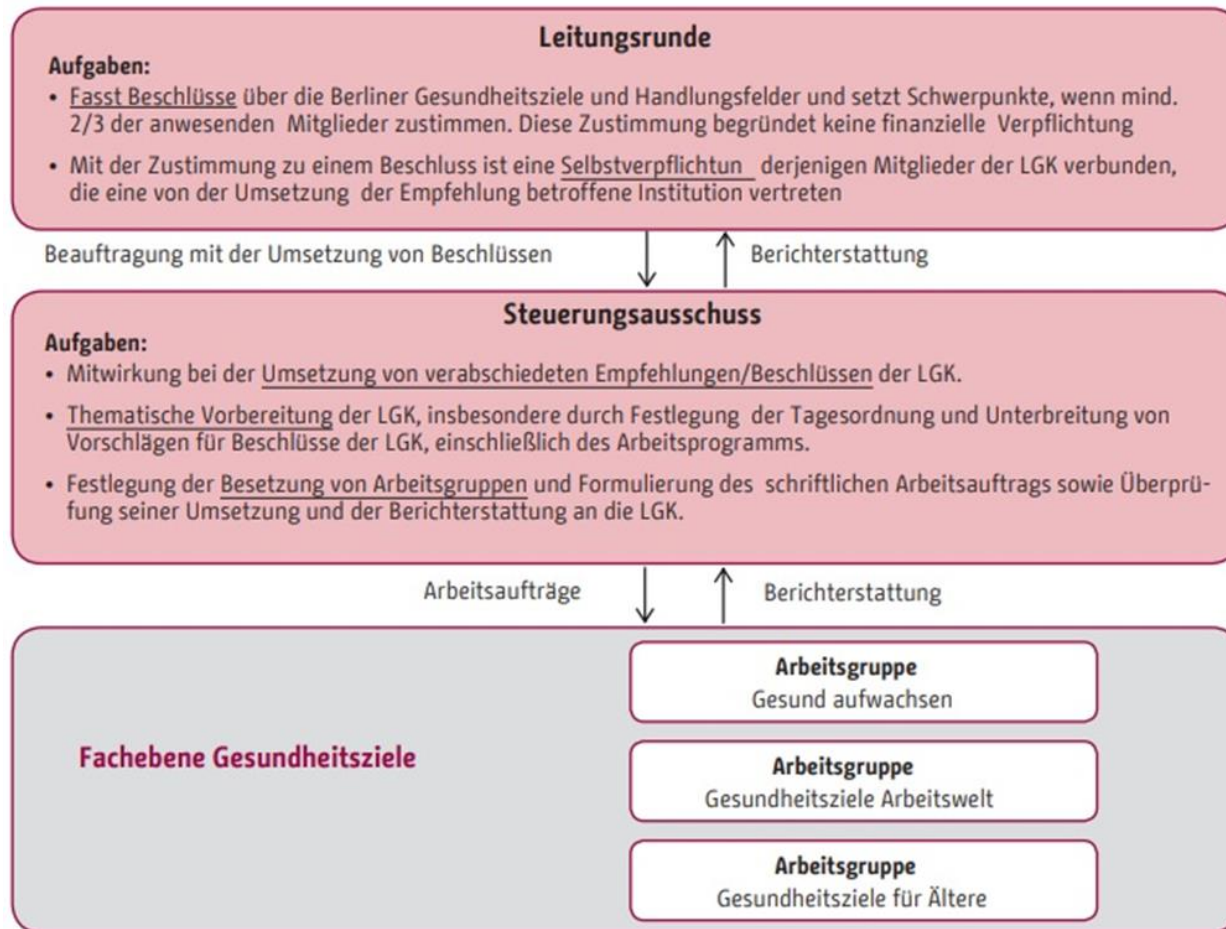 Leitungsrunde
Aufgaben:
• Fasst Beschlüsse über die Berliner Gesundheitsziele und Handlungsfelder und setzt Schwerpunkte, wenn mind.
2/3 der anwesenden Mitglieder zustimmen. Diese Zustimmung begründet keine finanzielle Verpflichtung
• Mit der Zustimmung zu einem Beschluss ist eine Selbstverpflichtun derjenigen Mitglieder der LGK verbunden,
die eine von der Umsetzung der Empfehlung betroffene Institution vertreten
Beauftragung mit der Umsetzung von Beschlüssen
Berichterstattung
Steuerungsausschuss
Aufgaben:
• Mitwirkung bei der Umsetzung von verabschiedeten Empfehlungen/Beschlüssen der LGK.
• Thematische Vorbereitung der LGK, insbesondere durch Festlegung der Tagesordnung und Unterbreitung von
Vorschlägen für Beschlüsse der LGK, einschließlich des Arbeitsprogramms.
• Festlegung der Besetzung von Arbeitsgruppen und Formulierung des schriftlichen Arbeitsauftrags sowie Überprü-
fung seiner Umsetzung und der Berichterstattung an die LGK.
Arbeitsaufträge
Berichterstattung
Fachebene Gesundheitsziele
Arbeitsgruppe
Gesund aufwachsen
Arbeitsgruppe
Gesundheitsziele Arbeitswelt
Arbeitsgruppe
Gesundheitsziele für Ältere